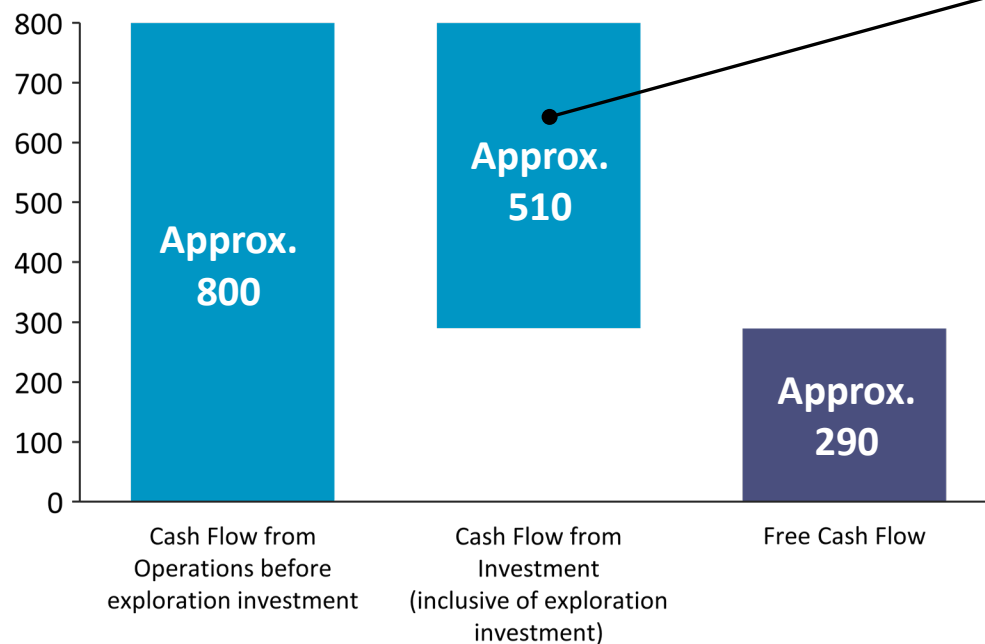 800
700
600
500
400
300
200
100
0
Approx.
800
Approx.
510
Approx.
290
Cash Flow from
Operations before
exploration investment
Cash Flow from
Investment
(inclusive of exploration
investment)
Free Cash Flow